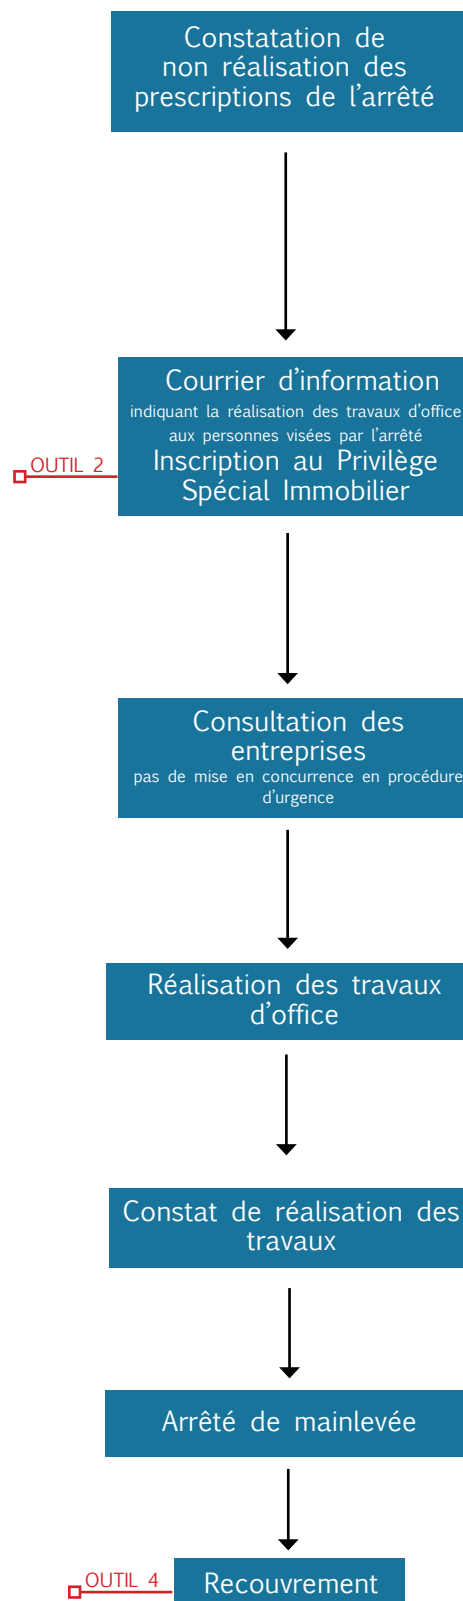 Constatation de
non réalisation des
prescriptions de l’arrêté
Courrier d’information
indiquant la réalisation des travaux d’office
aux personnes visées par l’arrêté
OUTIL 2
Inscription au Privilège
Spécial Immobilier
Consultation des
entreprises
pas de mise en concurrence en procédure
d’urgence
Réalisation des travaux
d’office
Constat de réalisation des
travaux
Arrêté de mainlevée
OUTIL 4
Recouvrement